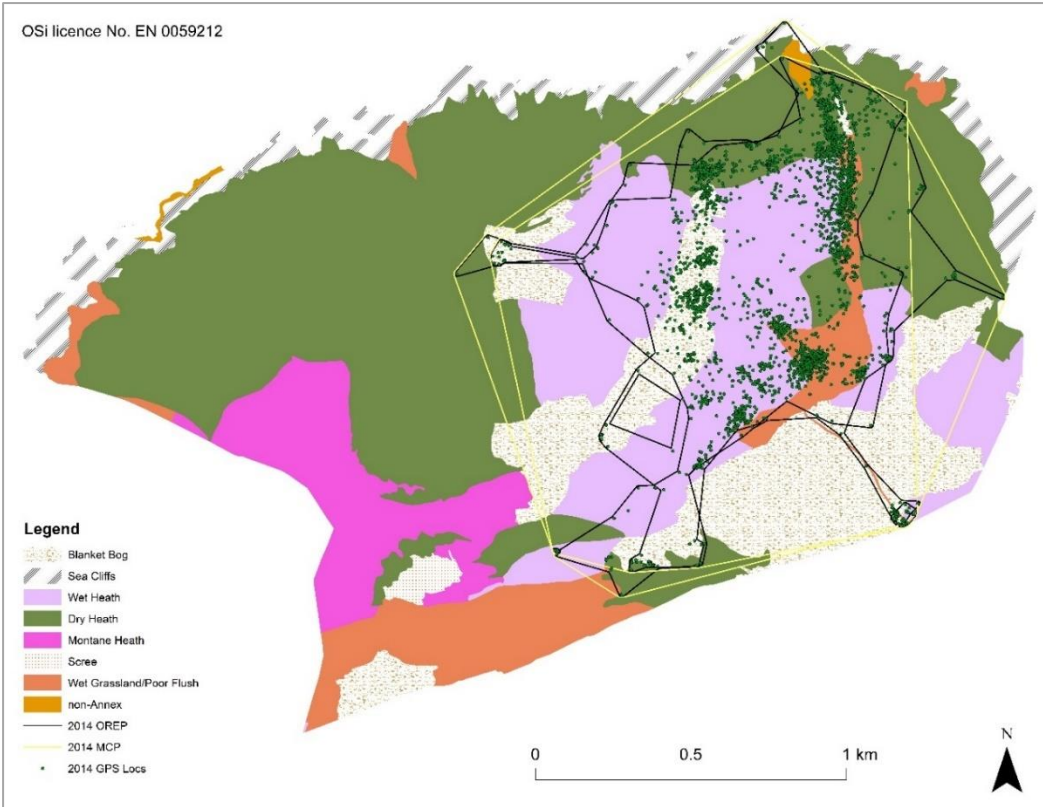 OSi licence No. EN 0059212
Legend
Blanket Bog
Sea Cliffs
Wet Heath
Dry Heath
Montane Heath
Scree
Wet Grassland/Poor Flush
non-Annex
2014 OREP
2014 MCP
2014 GPS Locs
0 0.5 1 km
N